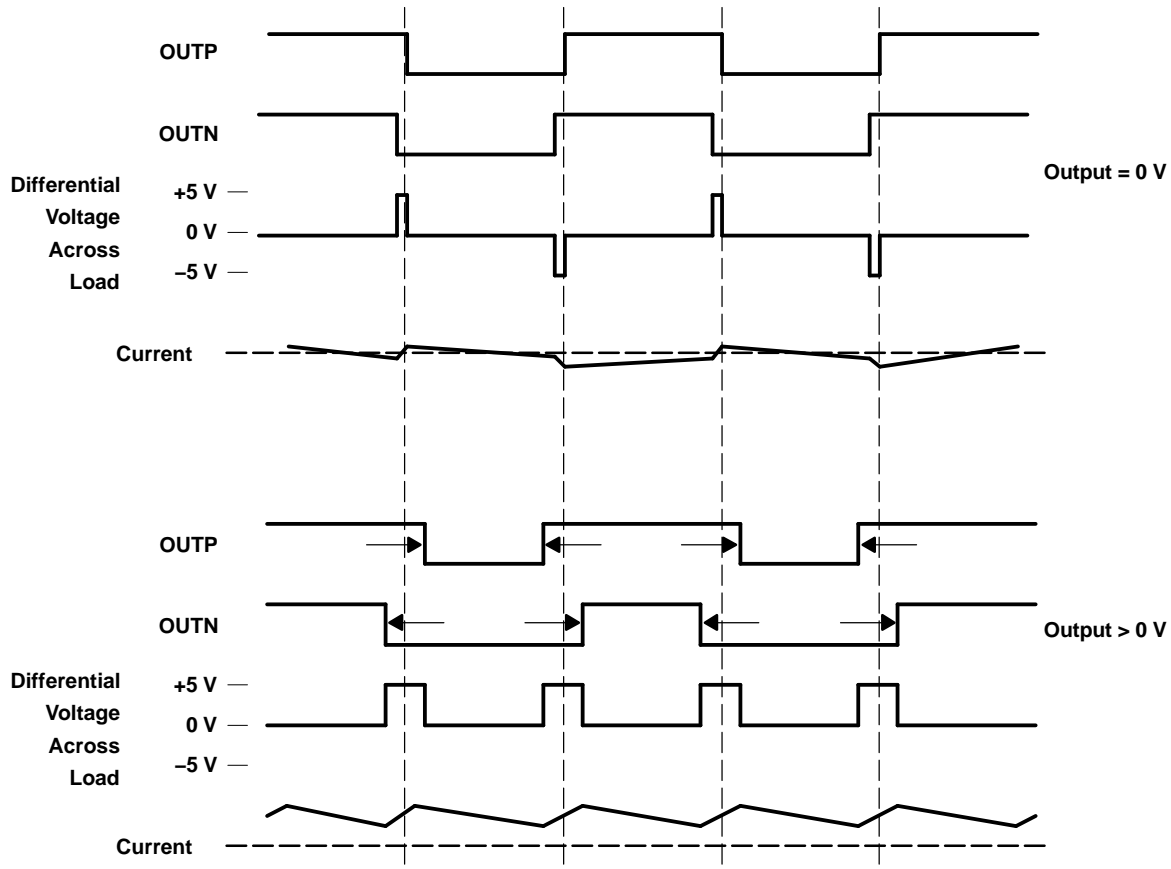 OUTP
OUTN
Output = 0 V
Differential
Voltage
Across
Load
+5 V
0 V
–5 V
Current
OUTP
OUTN
Output > 0 V
Differential
Voltage
Across
Load
+5 V
0 V
–5 V
Current